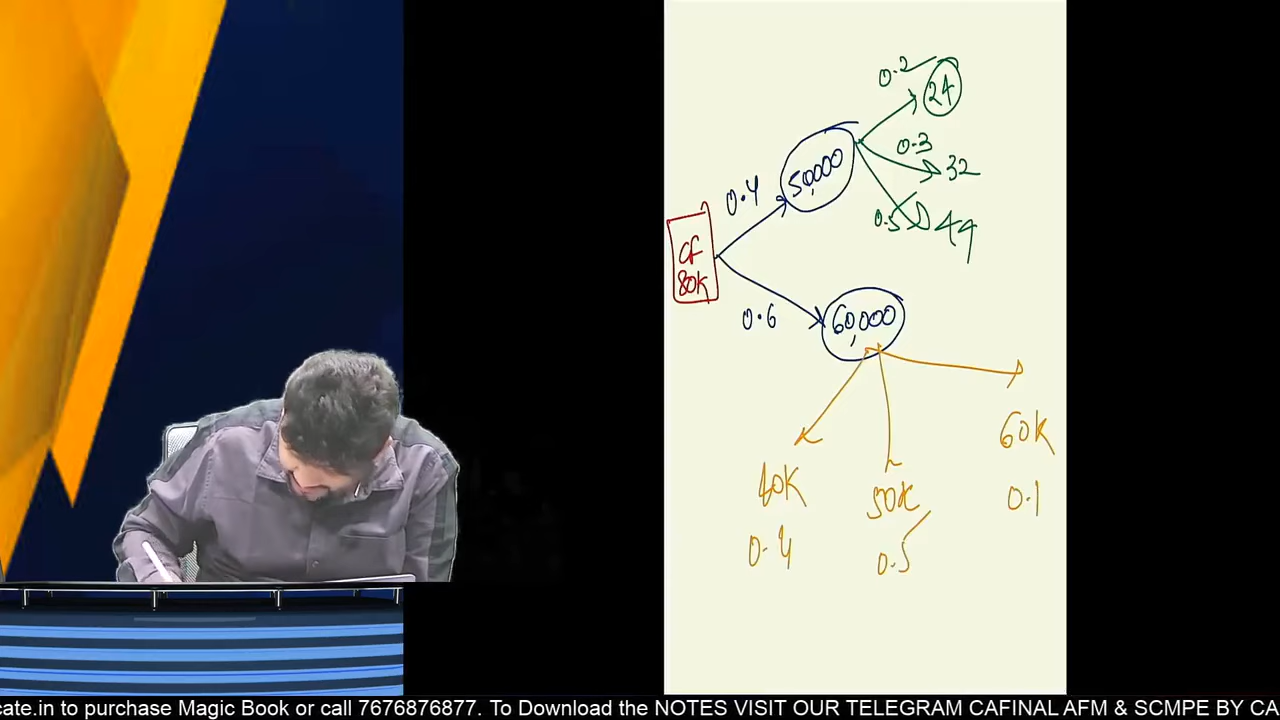 0.2
24
0.3
32
0.5
44
50,000
0.4
CF
80K
0.6
60,000
40K
0.4
50K
0.5
60K
0.1
cate.in to purchase Magic Book or call 7676876877. To Download the NOTES VISIT OUR TELEGRAM CAFINAL AFM & SCMPE BY CA